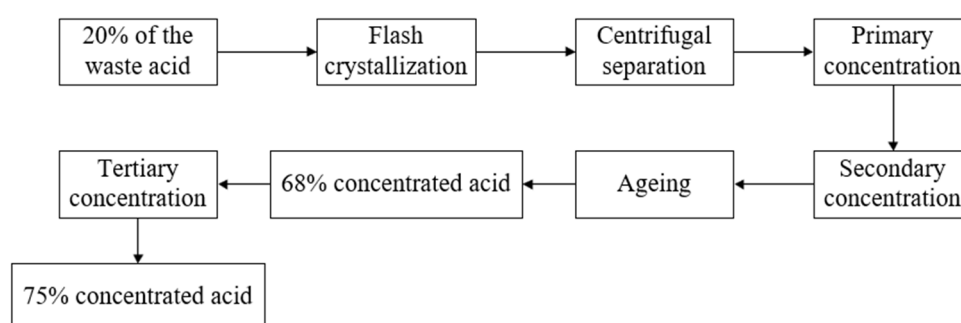 20% of the
waste acid
Flash
crystallization
Centrifugal
separation
Primary
concentration
Secondary
concentration
Ageing
68% concentrated acid
Tertiary
concentration
75% concentrated acid